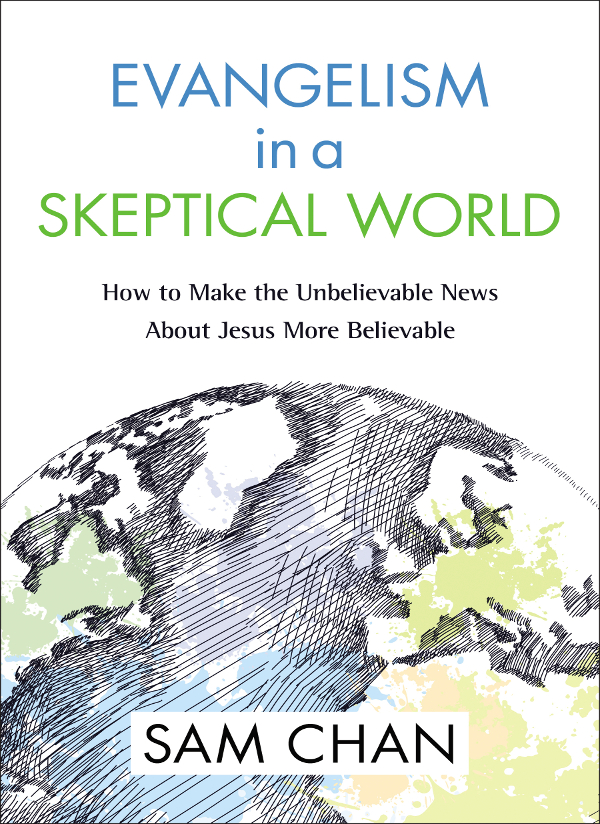 EVANGELISM
in a
SKEPTICAL WORLD
How to Make the Unbelievable News
About Jesus More Believable
SAM CHAN